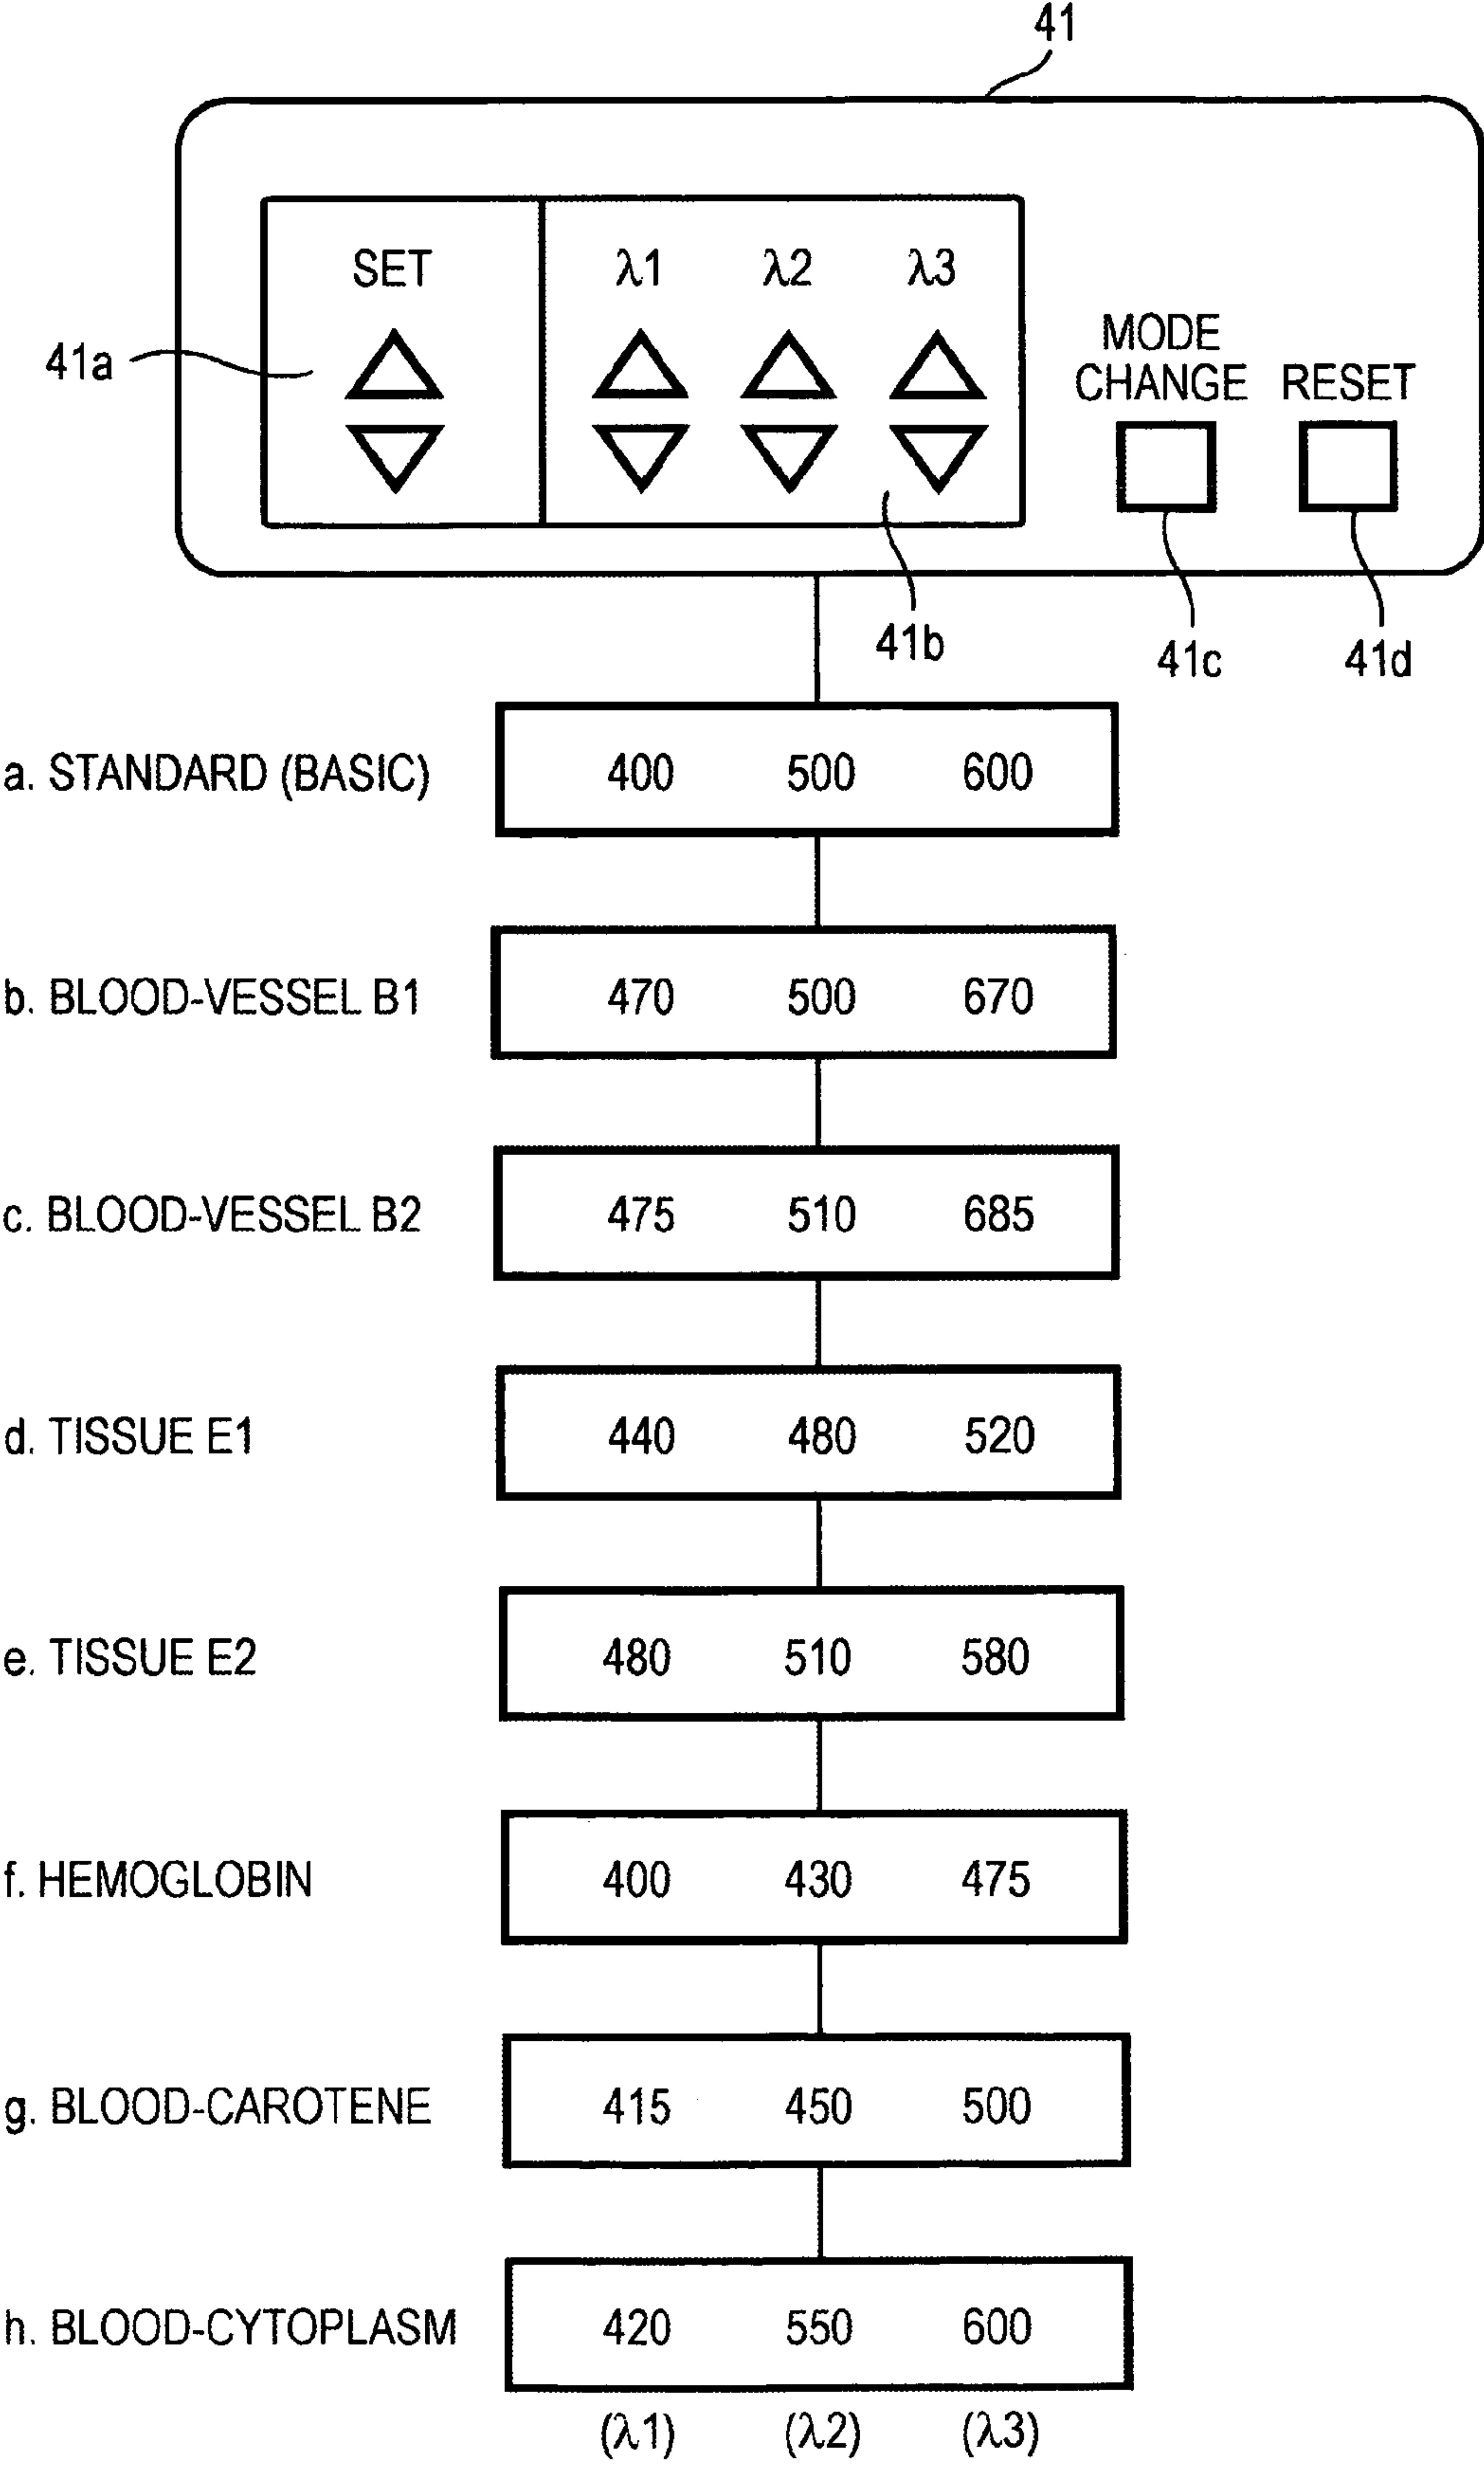 41
SET λ1 λ2 λ3
MODE
CHANGE RESET
41a
41b 41c 41d
a. STANDARD (BASIC) 400 500 600
b. BLOOD-VESSEL B1 470 500 670
c. BLOOD-VESSEL B2 475 510 685
d. TISSUE E1 440 480 520
e. TISSUE E2 480 510 580
f. HEMOGLOBIN 400 430 475
g. BLOOD-CAROTENE 415 450 500
h. BLOOD-CYTOPLASM 420 550 600
(λ1) (λ2) (λ3)